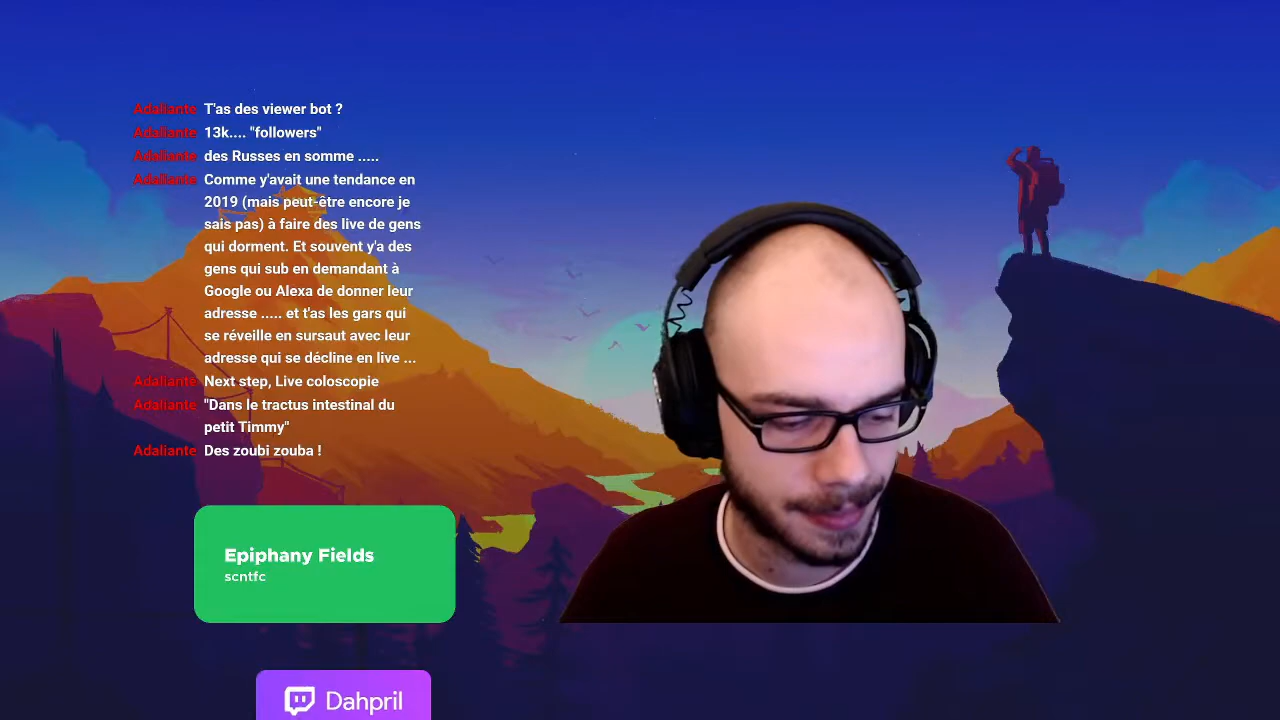 Adaliante T'as des viewer bot ?
Adaliante 13k.... "followers"
Adaliante des Russes en somme .....
Adaliante Comme y'avait une tendance en
2019 (mais peut-être encore je
sais pas) à faire des live de gens
qui dorment. Et souvent y'a des
gens qui sub en demandant à
Google ou Alexa de donner leur
adresse ..... et t'as les gars qui
se réveille en sursaut avec leur
adresse qui se décline en live ...
Adaliante Next step, Live coloscopie
Adaliante "Dans le tractus intestinal du
petit Timmy"
Adaliante Des zoubi zouba !
Epiphany Fields
scntfc
Dahpril